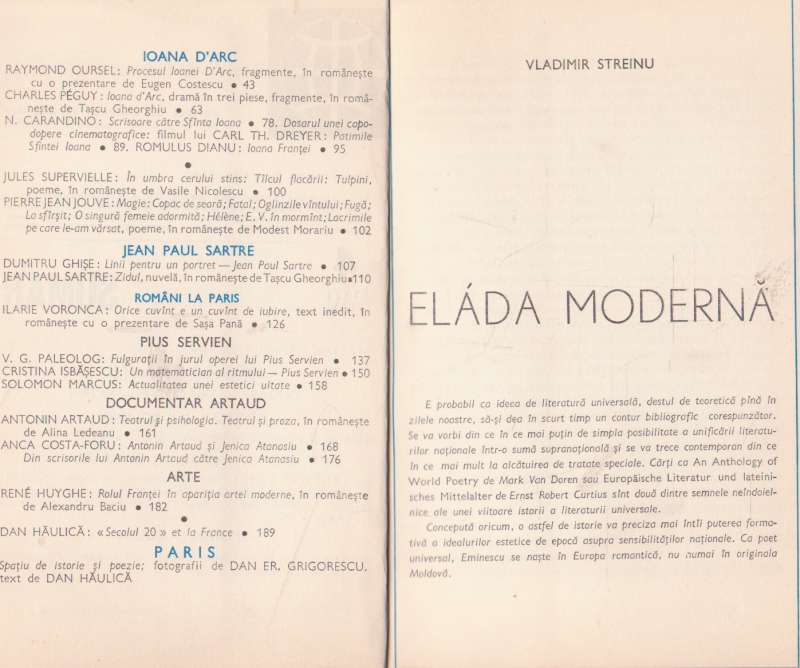 IOANA D'ARC
RAYMOND OURSEL: Procesul Ioanei D'Arc, fragmente, în românește
cu o prezentare de Eugen Costescu • 43
CHARLES PÉGUY: Ioana d'Arc, dramă în trei piese, fragmente, în româ-
nește de Tașcu Gheorghiu • 63
N. CARANDINO: Scrisoare către Sfînta Ioana • 78. Dosarul unei capo-
dopere cinematografice: filmul lui CARL TH. DREYER: Patimile
Sfintei Ioana • 89. ROMULUS DIANU: Ioana Franței • 95
•
JULES SUPERVIELLE: În umbra cerului stins: Tîlcul flacării: Tulpini,
poeme, în românește de Vasile Nicolescu • 100
PIERRE JEAN JOUVE: Magie: Copac de seară; Fatal; Oglinzile vîntului; Fugă;
La sfîrșit; O singură femeie adormită; Hélène; E. V. în mormînt; Lacrimile
pe care le-am vărsat, poeme, în românește de Modest Morariu • 102
JEAN PAUL SARTRE
DUMITRU GHIȘE: Linii pentru un portret — Jean Paul Sartre • 107
JEAN PAUL SARTRE: Zidul, nuvelă, în românește de Tașcu Gheorghiu•110
ROMÂNI LA PARIS
ILARIE VORONCA: Orice cuvînt e un cuvînt de iubire, text inedit, în
românește cu o prezentare de Sașa Pană • 126
PIUS SERVIEN
V. G. PALEOLOG: Fulgurații în jurul operei lui Pius Servien • 137
CRISTINA ISBĂȘESCU: Un matematician al ritmului — Pius Servien • 150
SOLOMON MARCUS: Actualitatea unei estetici uitate • 158
DOCUMENTAR ARTAUD
ANTONIN ARTAUD: Teatrul și psihologia. Teatrul și proza, în românește
de Alina Ledeanu • 161
ANCA COSTA-FORU: Antonin Artaud și Jenica Atanasiu • 168
Din scrisorile lui Antonin Artaud către Jenica Atanasiu • 176
ARTE
RENÉ HUYGHE: Rolul Franței în apariția artei moderne, în românește
de Alexandru Baciu • 182
•
DAN HĂULICĂ: «Secolul 20» et la France • 189
PARIS
Spațiu de istorie și poezie; fotografii de DAN ER. GRIGORESCU,
text de DAN HĂULICĂ
VLADIMIR STREINU
ELÁDA MODERNĂ
E probabil ca ideea de literatură universală, destul de teoretică pînă în
zilele noastre, să-și dea în scurt timp un contur bibliografic corespunzător.
Se va vorbi din ce în ce mai puțin de simpla posibilitate a unificării literatu-
rilor naționale într-o sumă supranațională și se va trece contemporan din ce
în ce mai mult la alcătuirea de tratate speciale. Cărți ca An Anthology of
World Poetry de Mark Van Doren sau Europäische Literatur und lateini-
sches Mittelalter de Ernst Robert Curtius sînt două dintre semnele neîndoiel-
nice ale unei viitoare istorii a literaturii universale.
Concepută oricum, o astfel de istorie va preciza mai întîi puterea forma-
tivă a idealurilor estetice de epocă asupra sensibilităților naționale. Ca poet
universal, Eminescu se naște în Europa romantică, nu numai în originala
Moldovă.